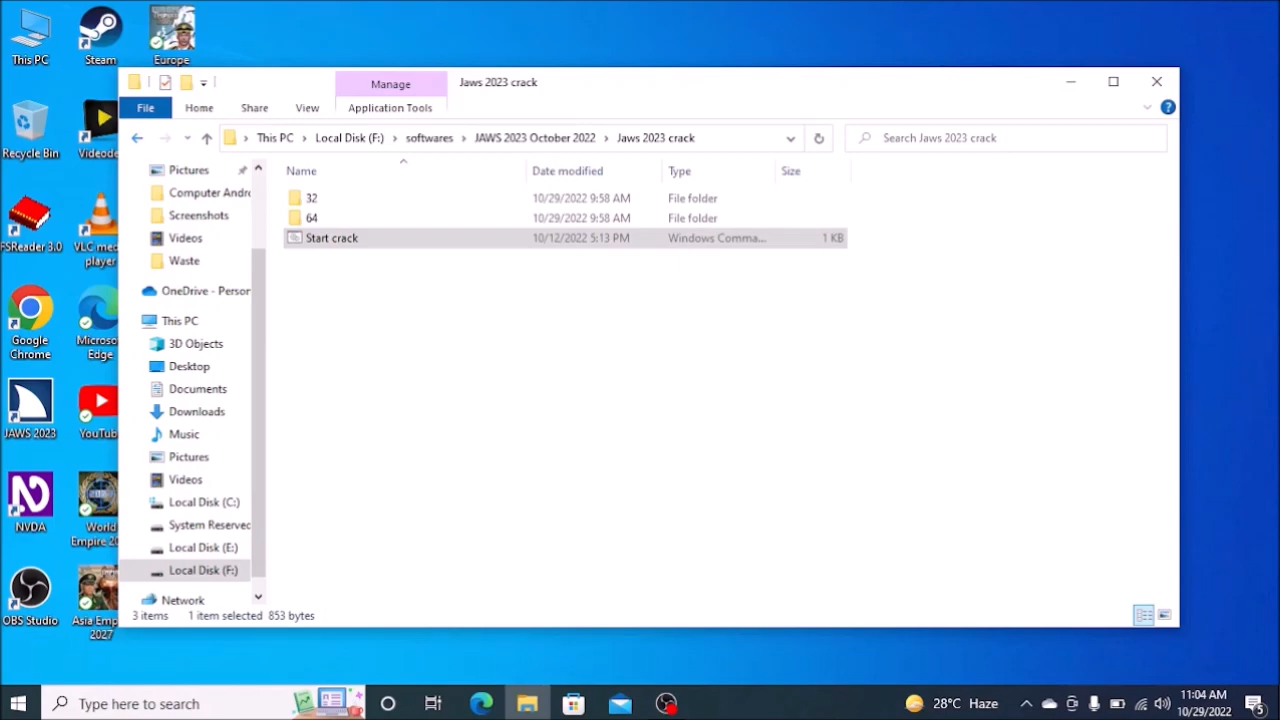 This PC
Steam
Europe
Recycle Bin
Videode
FSReader 3.0
VLC med
player
Google
Chrome
Micros
Edge
JAWS 2023
YouTub
NVDA
World
Empire 20
OBS Studio
Asia Emp
2027
Manage
Jaws 2023 crack
File
Home
Share
View
Application Tools
This PC > Local Disk (F:) > softwares > JAWS 2023 October 2022 > Jaws 2023 crack
Search Jaws 2023 crack
Name Date modified Type Size
32 10/29/2022 9:58 AM File folder
64 10/29/2022 9:58 AM File folder
Start crack 10/12/2022 5:13 PM Windows Comma... 1 KB
Pictures
Computer Andro
Screenshots
Videos
Waste
OneDrive - Person
This PC
3D Objects
Desktop
Documents
Downloads
Music
Pictures
Videos
Local Disk (C:)
System Reserved
Local Disk (E:)
Local Disk (F:)
Network
3 items 1 item selected 853 bytes
Type here to search
28°C Haze
11:04 AM
10/29/2022
5